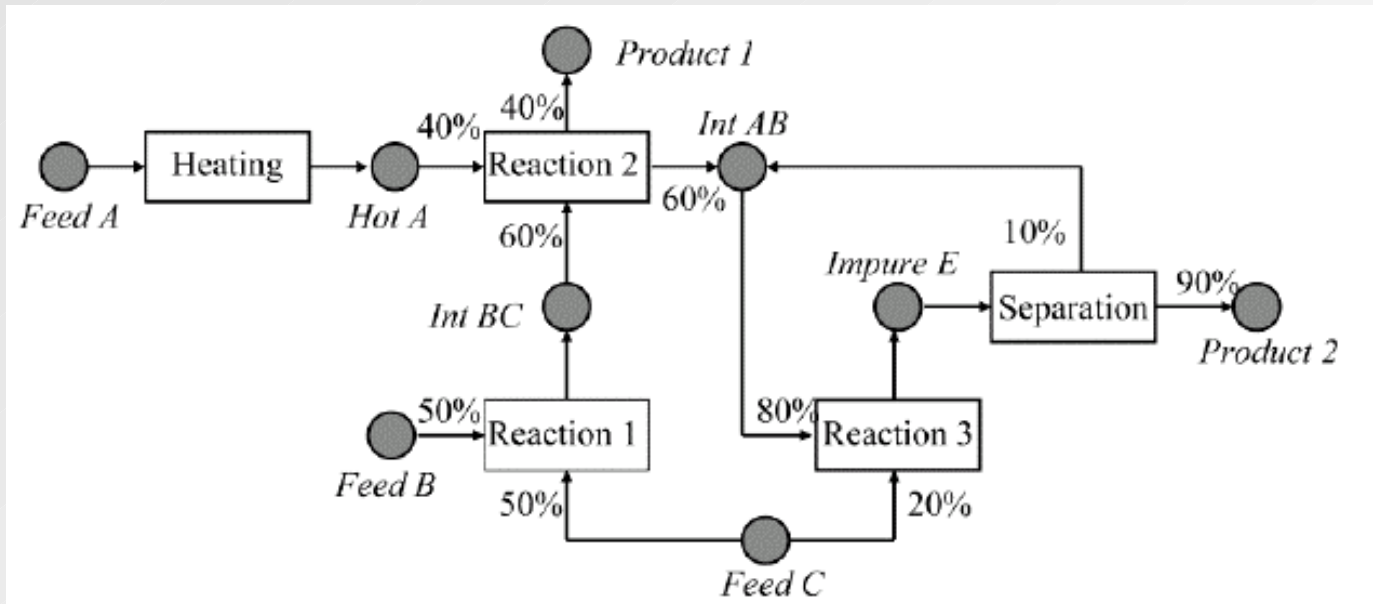 Product 1
40%
40%
Int AB
Heating
Reaction 2
Feed A
Hot A
60%
60%
10%
Impure E
90%
Int BC
Separation
Product 2
50%
80%
Reaction 1
Reaction 3
Feed B
50%
20%
Feed C